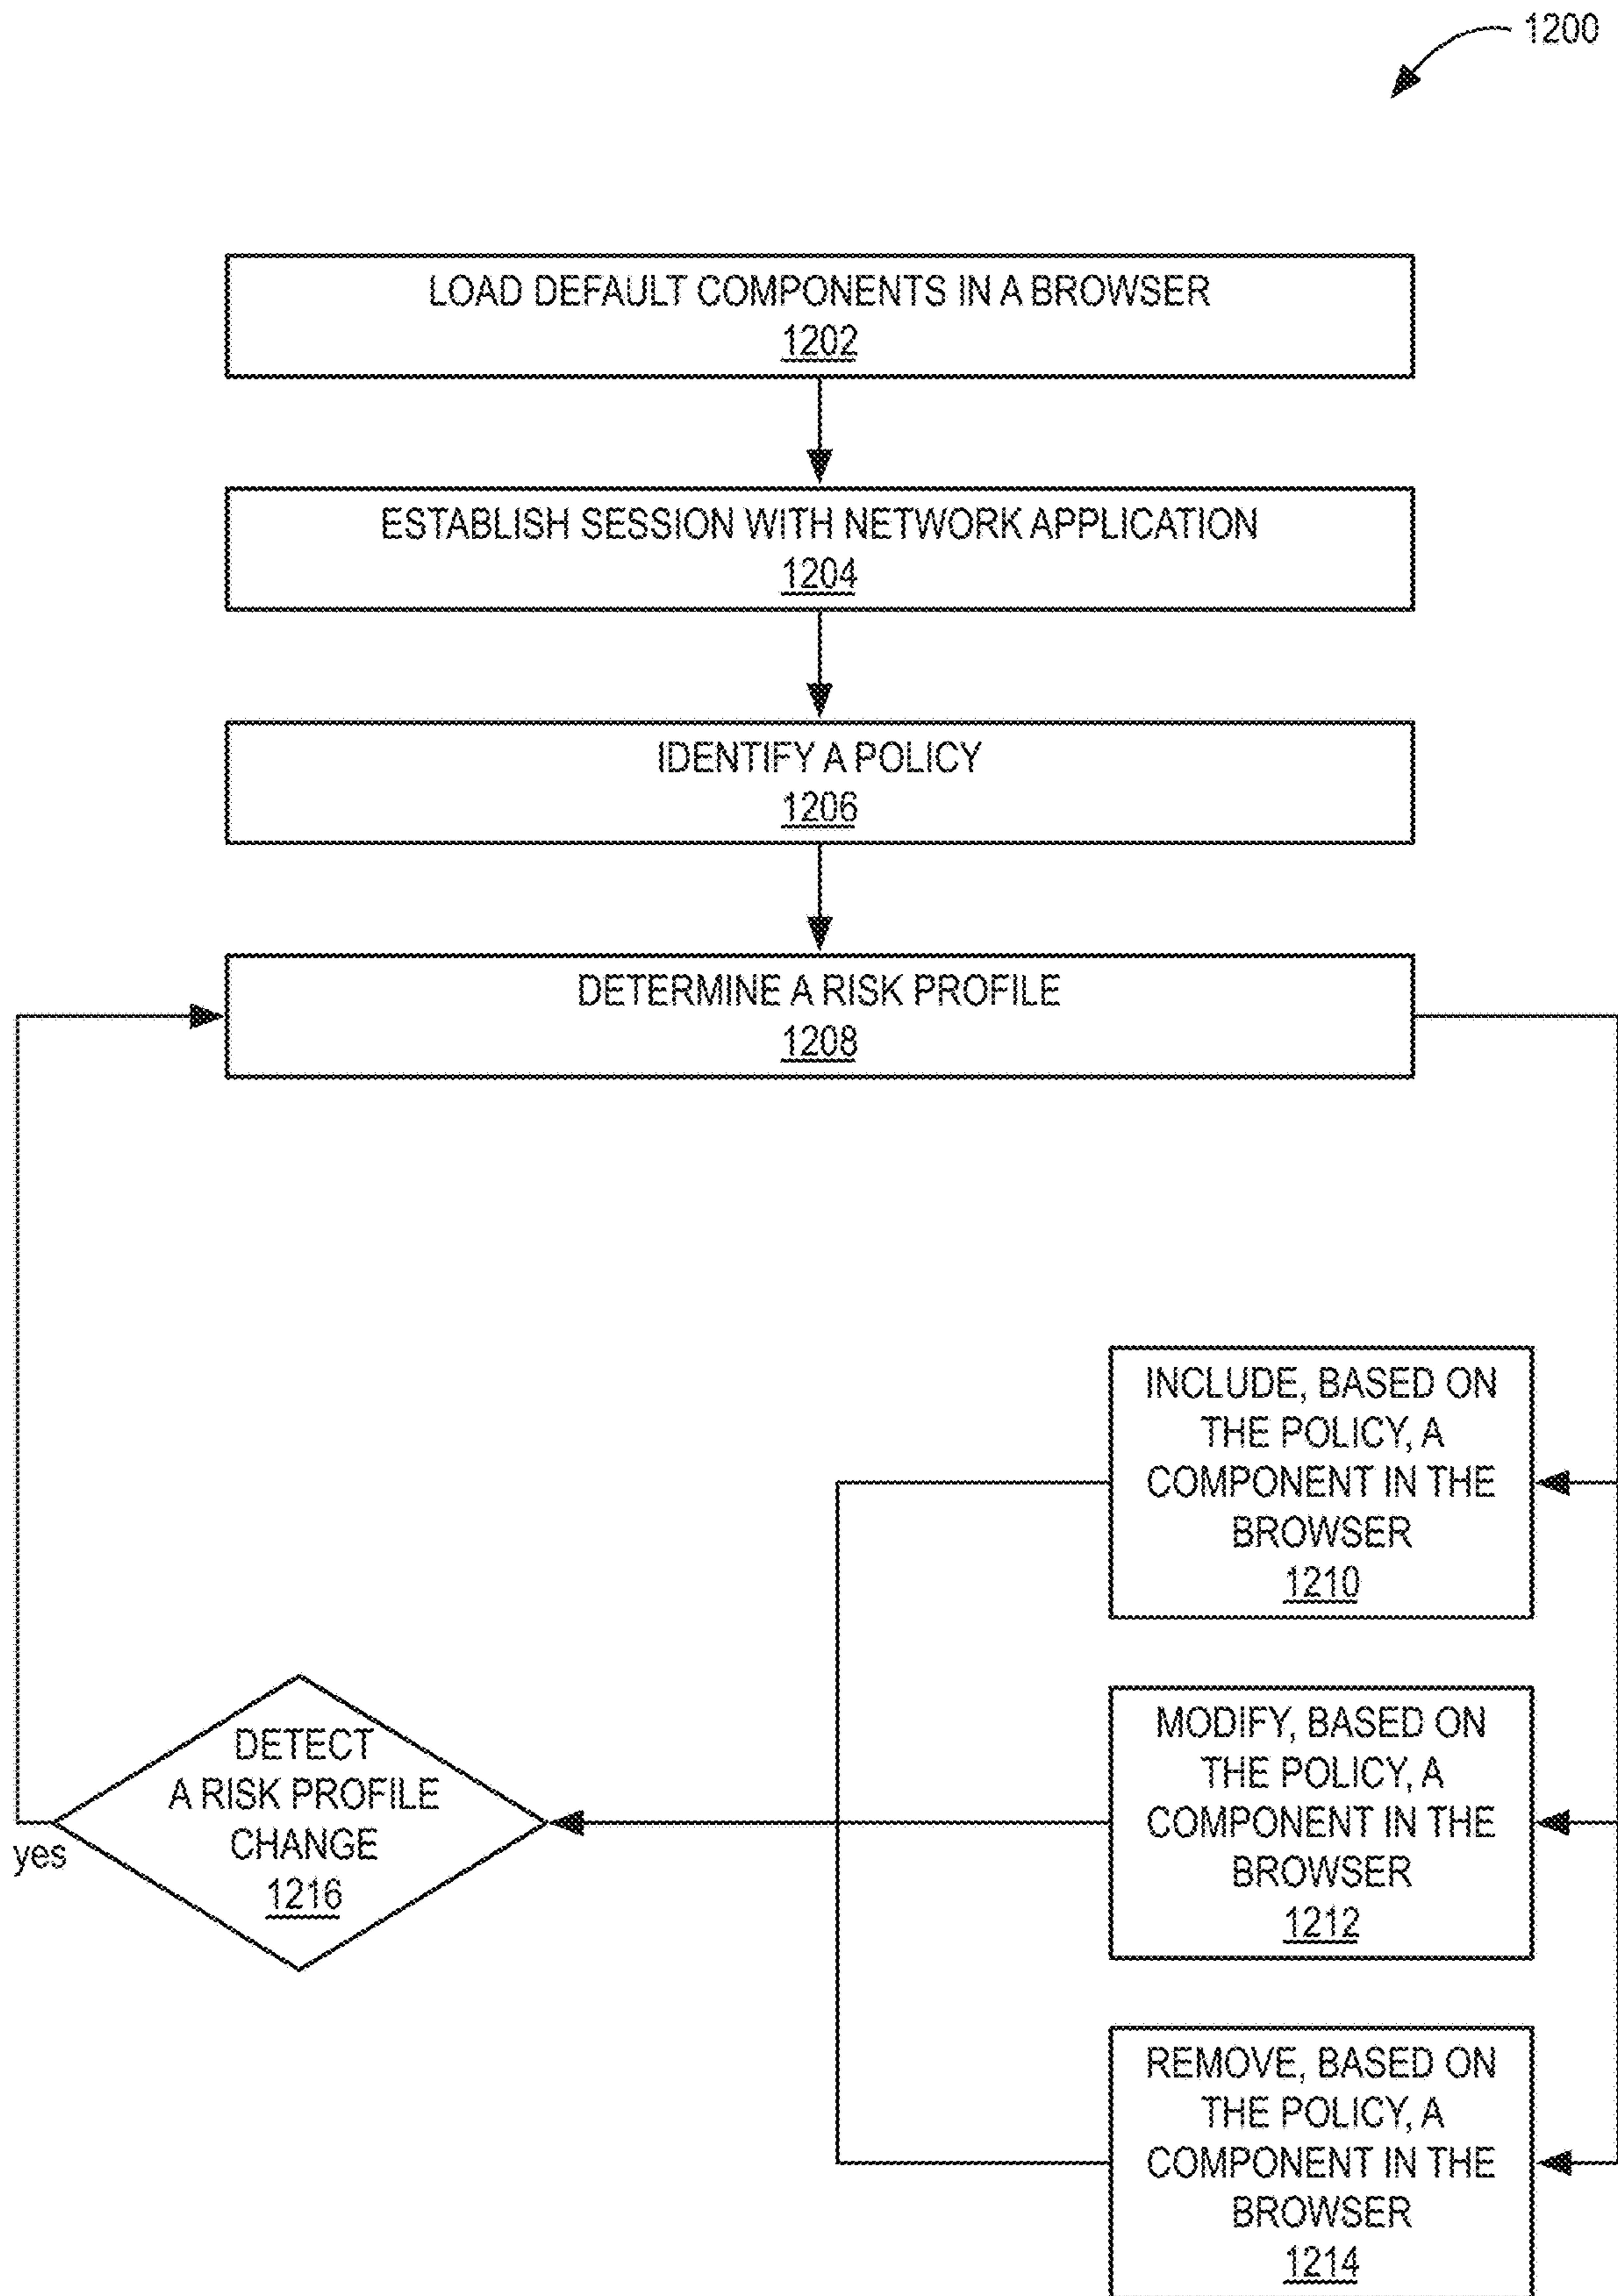 1200
LOAD DEFAULT COMPONENTS IN A BROWSER
1202
ESTABLISH SESSION WITH NETWORK APPLICATION
1204
IDENTIFY A POLICY
1206
DETERMINE A RISK PROFILE
1208
INCLUDE, BASED ON
THE POLICY, A
COMPONENT IN THE
BROWSER
1210
DETECT
A RISK PROFILE
CHANGE
1216
yes
MODIFY, BASED ON
THE POLICY, A
COMPONENT IN THE
BROWSER
1212
REMOVE, BASED ON
THE POLICY, A
COMPONENT IN THE
BROWSER
1214